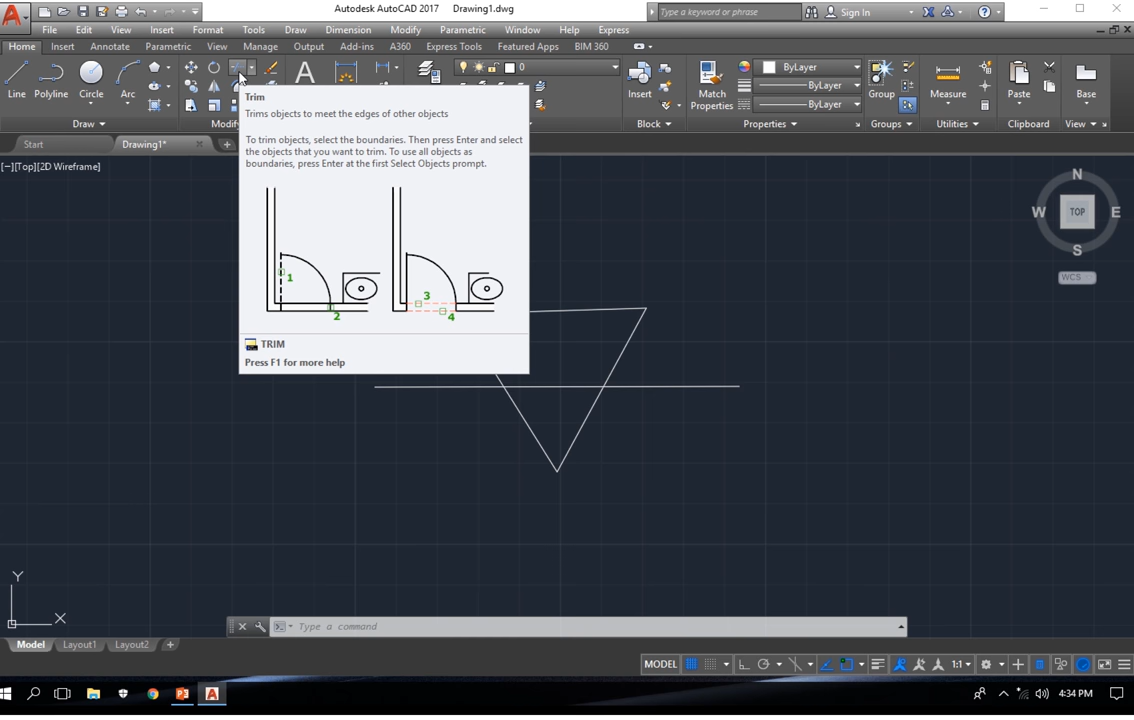 Autodesk AutoCAD 2017 Drawing1.dwg
Type a keyword or phrase
Sign In
File Edit View Insert Format Tools Draw Dimension Modify Parametric Window Help Express
Home Insert Annotate Parametric View Manage Output Add-ins A360 Express Tools Featured Apps BIM 360
0
ByLayer
ByLayer
ByLayer
Line Polyline Circle Arc
Insert
Match
Properties
Group
Measure
Paste
Base
Draw
Block
Properties
Groups
Utilities
Clipboard
View
Start
Drawing1*
[−][Top][2D Wireframe]
Trim
Trims objects to meet the edges of other objects
To trim objects, select the boundaries. Then press Enter and select
the objects that you want to trim. To use all objects as
boundaries, press Enter at the first Select Objects prompt.
1
2
3
4
TRIM
Press F1 for more help
N
W TOP E
S
WCS
Y
X
Type a command
Model Layout1 Layout2
MODEL
1:1
4:34 PM